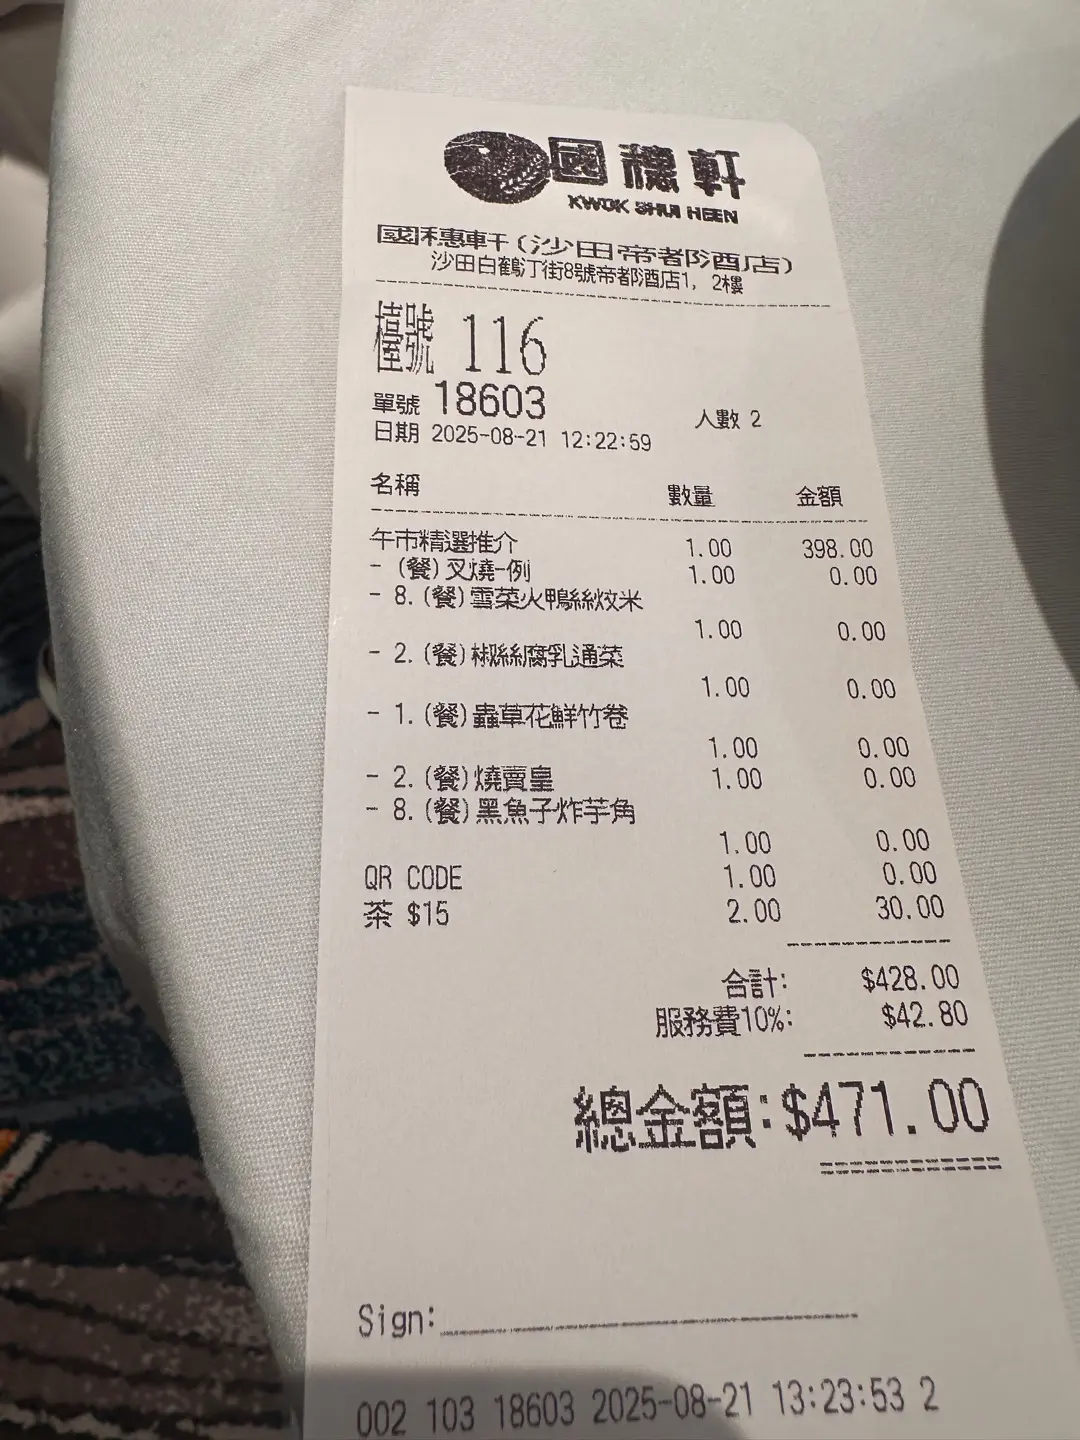 國穗軒
KWOK SHUI HEEN
國穗軒(沙田帝都酒店)
沙田白鶴汀街8號帝都酒店1, 2樓
檯號 116
單號 18603 人數 2
日期 2025-08-21 12:22:59
名稱 數量 金額
午市精選推介 1.00 398.00
- (餐)叉燒-例 1.00 0.00
- 8.(餐)雪菜火鴨絲炆米
1.00 0.00
- 2.(餐)椒絲腐乳通菜
1.00 0.00
- 1.(餐)蟲草花鮮竹卷
1.00 0.00
- 2.(餐)燒賣皇 1.00 0.00
- 8.(餐)黑魚子炸芋角
1.00 0.00
QR CODE 1.00 0.00
茶 $15 2.00 30.00
合計: $428.00
服務費10%: $42.80
總金額:$471.00
Sign:
002 103 18603 2025-08-21 13:23:53 2